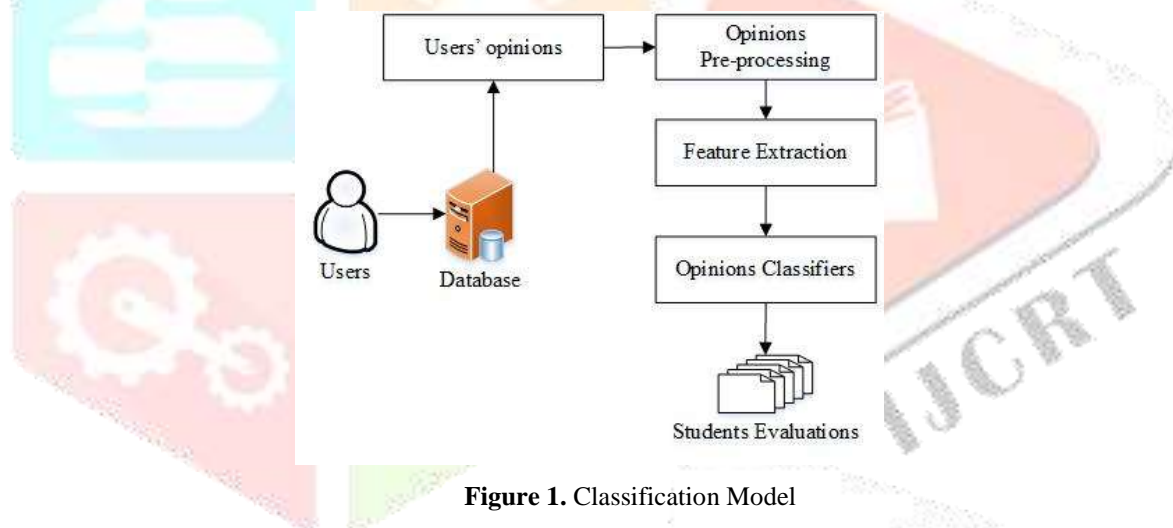 Users' opinions
Opinions
Pre-processing
Feature Extraction
Users
Database
Opinions Classifiers
Students Evaluations
IJCRT
Figure 1. Classification Model